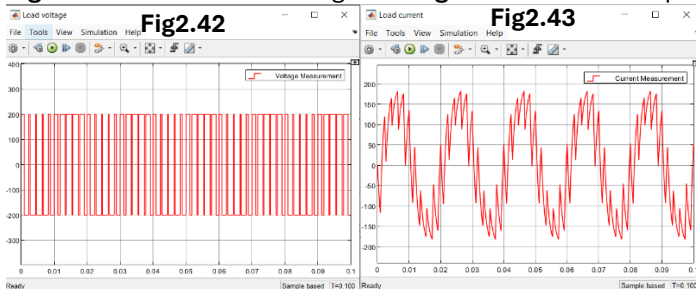 Load voltage
Fig2.42
File Tools View Simulation Help
Voltage Measurement
400
300
200
100
0
-100
-200
-300
0 0.01 0.02 0.03 0.04 0.05 0.06 0.07 0.08 0.09 0.1
Ready Sample based T=0.100
Load current
Fig2.43
File Tools View Simulation Help
Current Measurement
200
150
100
50
0
-50
-100
-150
-200
0 0.01 0.02 0.03 0.04 0.05 0.06 0.07 0.08 0.09 0.1
Ready Sample based T=0.100